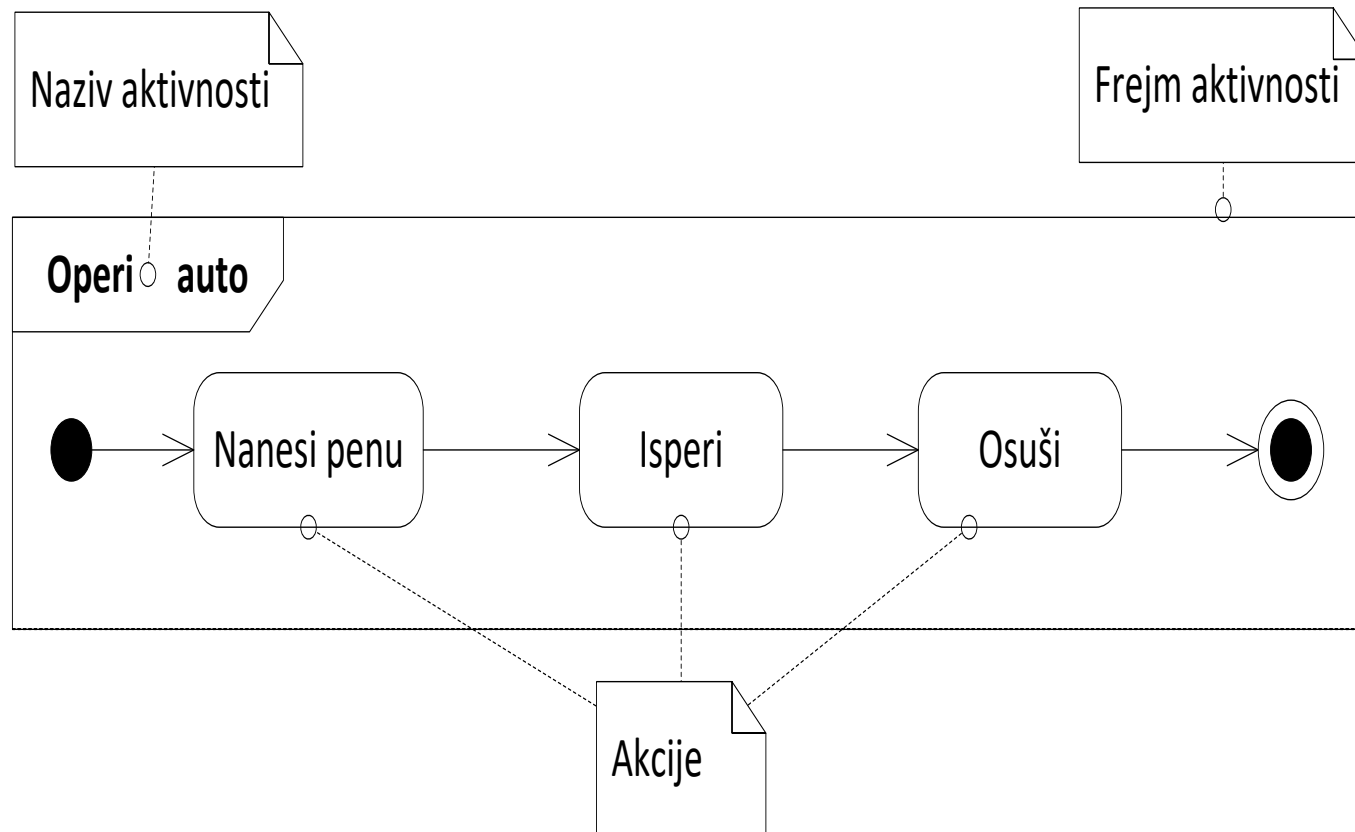 Naziv aktivnosti
Frejm aktivnosti
Operi auto
Nanesi penu
Isperi
Osuši
Akcije